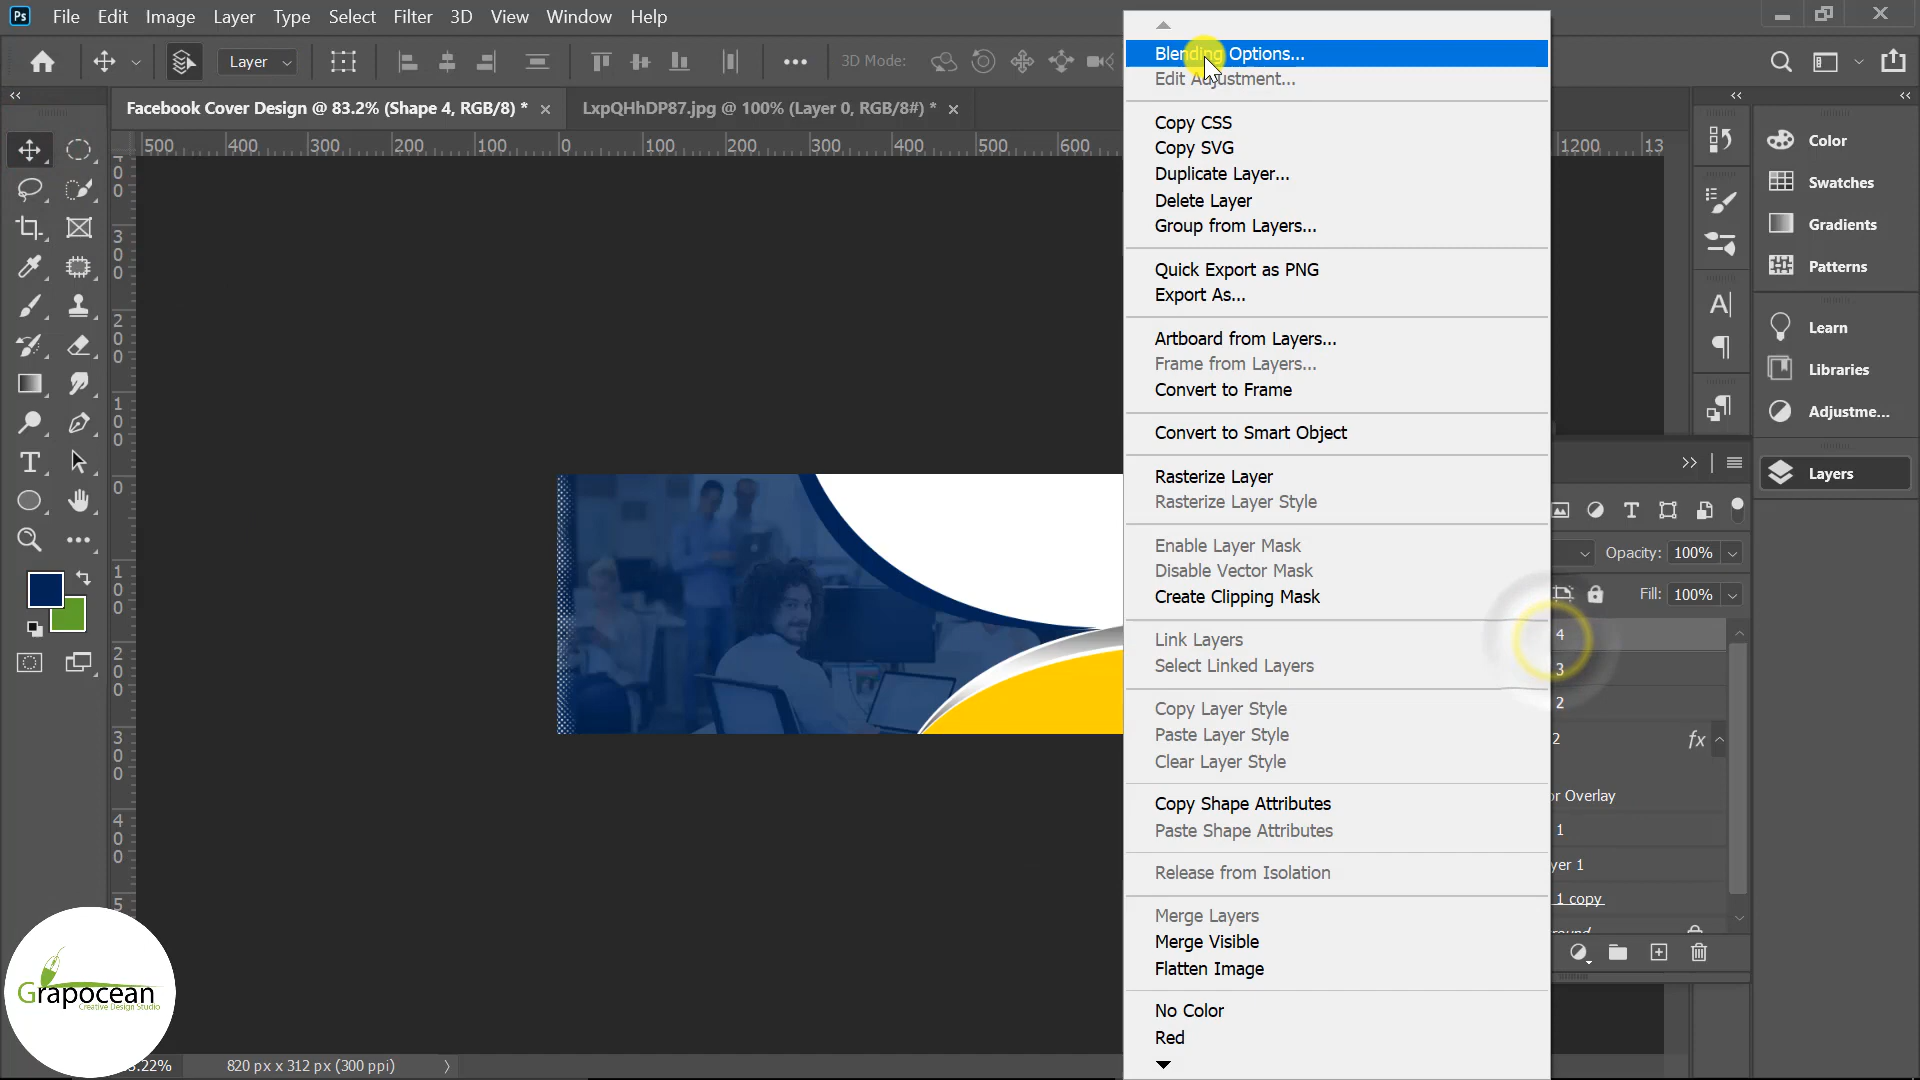 Ps File Edit Image Layer Type Select Filter 3D View Window Help
Layer 3D Mode:
Facebook Cover Design @ 83.2% (Shape 4, RGB/8) *
LxpQHhDP87.jpg @ 100% (Layer 0, RGB/8#) *
500 400 300 200 100 0 100 200 300 400 500 600 1200 13
Blending Options...
Edit Adjustment...
Copy CSS
Copy SVG
Duplicate Layer...
Delete Layer
Group from Layers...
Quick Export as PNG
Export As...
Artboard from Layers...
Frame from Layers...
Convert to Frame
Convert to Smart Object
Rasterize Layer
Rasterize Layer Style
Enable Layer Mask
Disable Vector Mask
Create Clipping Mask
Link Layers
Select Linked Layers
Copy Layer Style
Paste Layer Style
Clear Layer Style
Copy Shape Attributes
Paste Shape Attributes
Release from Isolation
Merge Layers
Merge Visible
Flatten Image
No Color
Red
Color
Swatches
Gradients
Patterns
Learn
Libraries
Adjustme...
Layers
Opacity: 100%
Fill: 100%
4
3
2
2 fx
or Overlay
1
yer 1
1 copy
Grapocean
Creative Design Studio
820 px x 312 px (300 ppi)